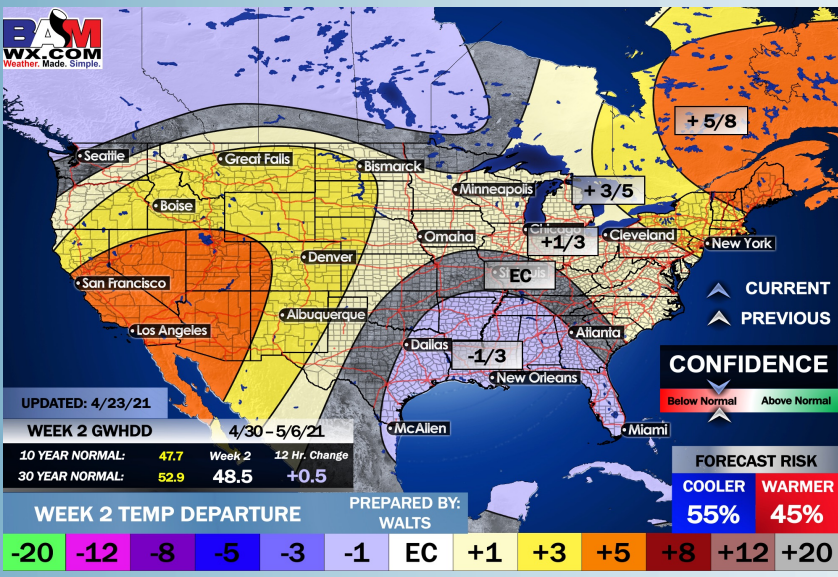 BAM
WX.COM
Weather. Made. Simple.
+ 5/8
Seattle
Great Falls
Bismarck
Minneapolis
+ 3/5
Boise
Chicago
Omaha
+1/3
Cleveland
New York
Denver
EC
San Francisco
CURRENT
Albuquerque
PREVIOUS
Los Angeles
Atlanta
Dallas
-1/3
CONFIDENCE
New Orleans
Below Normal
Above Normal
UPDATED: 4/23/21
McAllen
Miami
WEEK 2 GWHDD
4/30 – 5/6/21
10 YEAR NORMAL: 47.7 Week 2 12 Hr. Change
30 YEAR NORMAL: 52.9 48.5 +0.5
FORECAST RISK
COOLER WARMER
55% 45%
WEEK 2 TEMP DEPARTURE
PREPARED BY:
WALTS
-20 -12 -8 -5 -3 -1 EC +1 +3 +5 +8 +12 +20